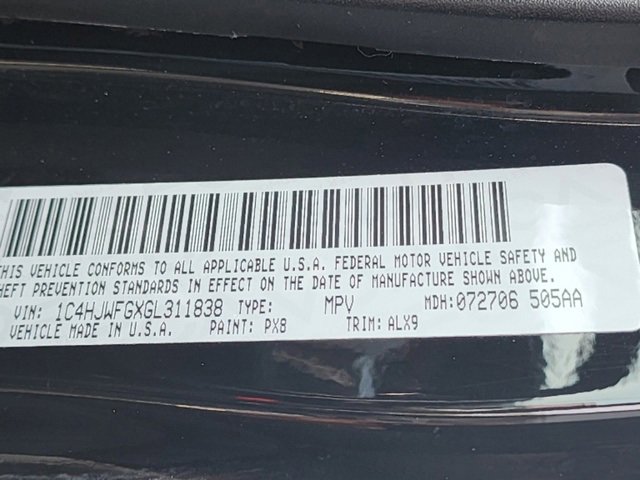 THIS VEHICLE CONFORMS TO ALL APPLICABLE U.S.A. FEDERAL MOTOR VEHICLE SAFETY AND
THEFT PREVENTION STANDARDS IN EFFECT ON THE DATE OF MANUFACTURE SHOWN ABOVE.
VIN: 1C4HJWFGXGL311838 TYPE: MPV MDH:072706 505AA
VEHICLE MADE IN U.S.A. PAINT: PX8 TRIM: ALX9